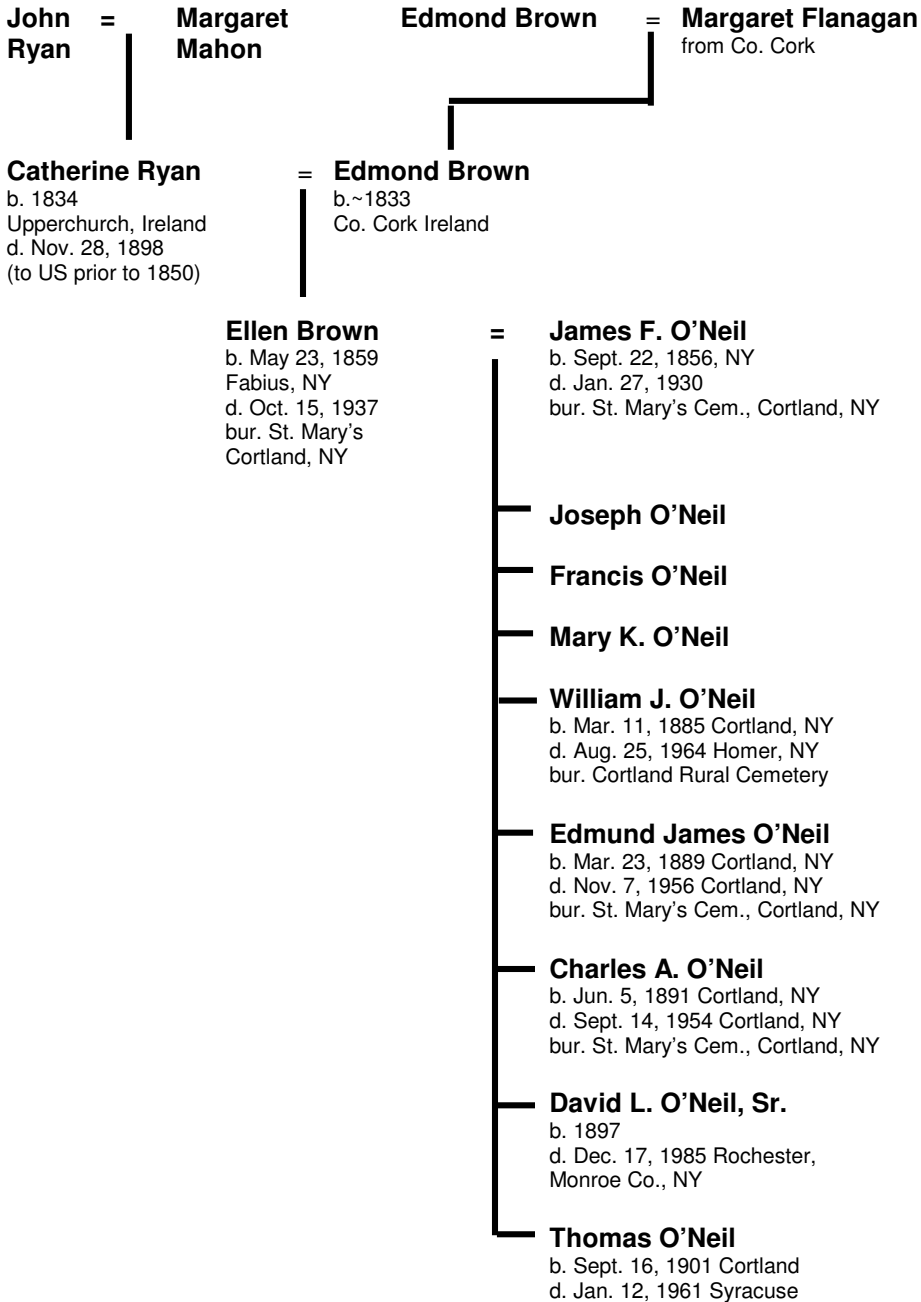 John = Margaret Edmond Brown = Margaret Flanagan
Ryan Mahon from Co. Cork
Catherine Ryan = Edmond Brown
b. 1834 b.~1833
Upperchurch, Ireland Co. Cork Ireland
d. Nov. 28, 1898
(to US prior to 1850)
Ellen Brown = James F. O’Neil
b. May 23, 1859 b. Sept. 22, 1856, NY
Fabius, NY d. Jan. 27, 1930
d. Oct. 15, 1937 bur. St. Mary’s Cem., Cortland, NY
bur. St. Mary’s
Cortland, NY
Joseph O’Neil
Francis O’Neil
Mary K. O’Neil
William J. O’Neil
b. Mar. 11, 1885 Cortland, NY
d. Aug. 25, 1964 Homer, NY
bur. Cortland Rural Cemetery
Edmund James O’Neil
b. Mar. 23, 1889 Cortland, NY
d. Nov. 7, 1956 Cortland, NY
bur. St. Mary’s Cem., Cortland, NY
Charles A. O’Neil
b. Jun. 5, 1891 Cortland, NY
d. Sept. 14, 1954 Cortland, NY
bur. St. Mary’s Cem., Cortland, NY
David L. O’Neil, Sr.
b. 1897
d. Dec. 17, 1985 Rochester,
Monroe Co., NY
Thomas O’Neil
b. Sept. 16, 1901 Cortland
d. Jan. 12, 1961 Syracuse